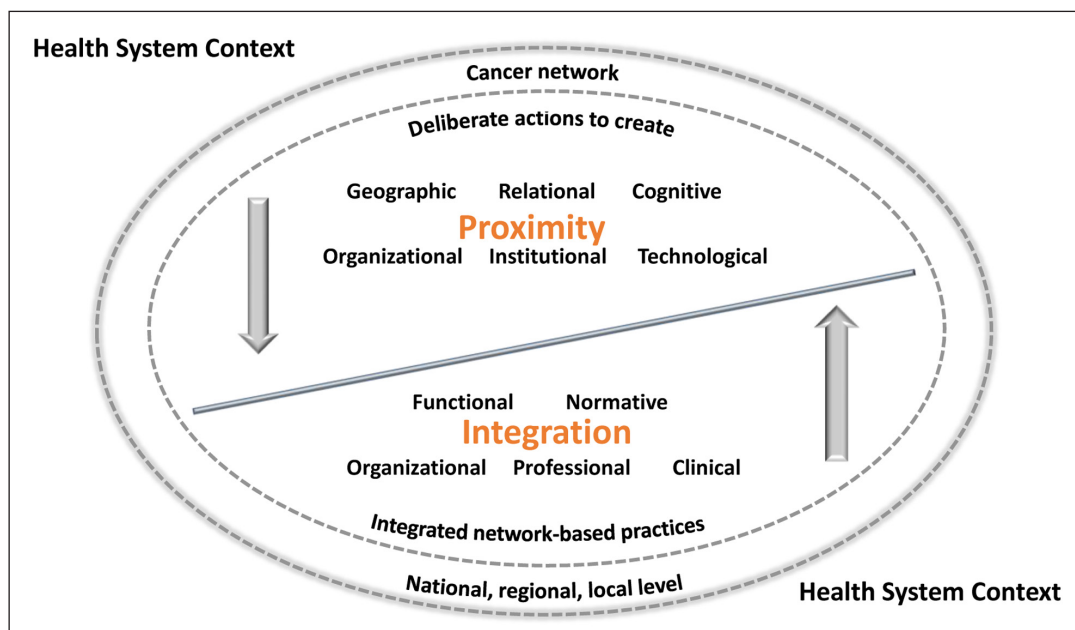 Health System Context
Cancer network
Deliberate actions to create
Geographic Relational Cognitive
Proximity
Organizational Institutional Technological
Functional Normative
Integration
Organizational Professional Clinical
Integrated network-based practices
National, regional, local level
Health System Context